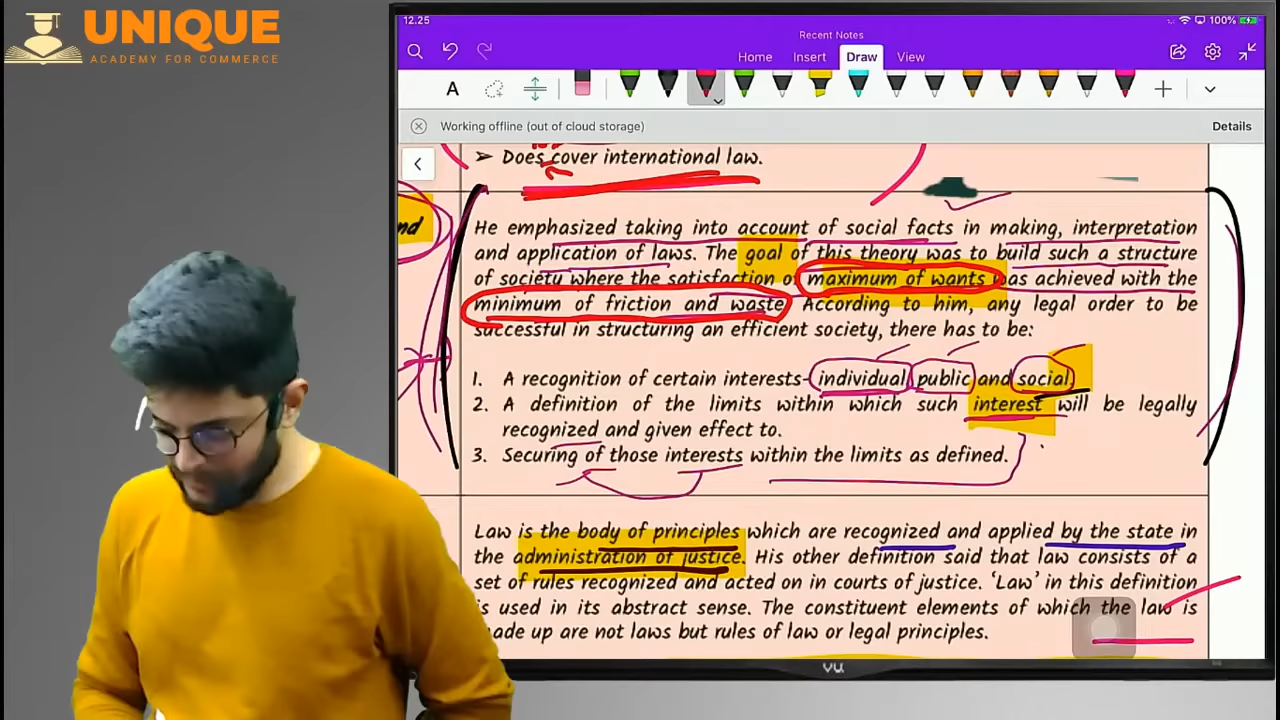 UNIQUE
ACADEMY FOR COMMERCE
12.25
100%
Recent Notes
Home Insert Draw View
A
Working offline (out of cloud storage)
Details
➤ Does cover international law.
nd
He emphasized taking into account of social facts in making, interpretation
and application of laws. The goal of this theory was to build such a structure
of society where the satisfaction of maximum of wants was achieved with the
minimum of friction and waste. According to him, any legal order to be
successful in structuring an efficient society, there has to be:
1. A recognition of certain interests- individual, public and social.
2. A definition of the limits within which such interest will be legally
recognized and given effect to.
3. Securing of those interests within the limits as defined.
Law is the body of principles which are recognized and applied by the state in
the administration of justice. His other definition said that law consists of a
set of rules recognized and acted on in courts of justice. ‘Law’ in this definition
is used in its abstract sense. The constituent elements of which the law is
ade up are not laws but rules of law or legal principles.
vu